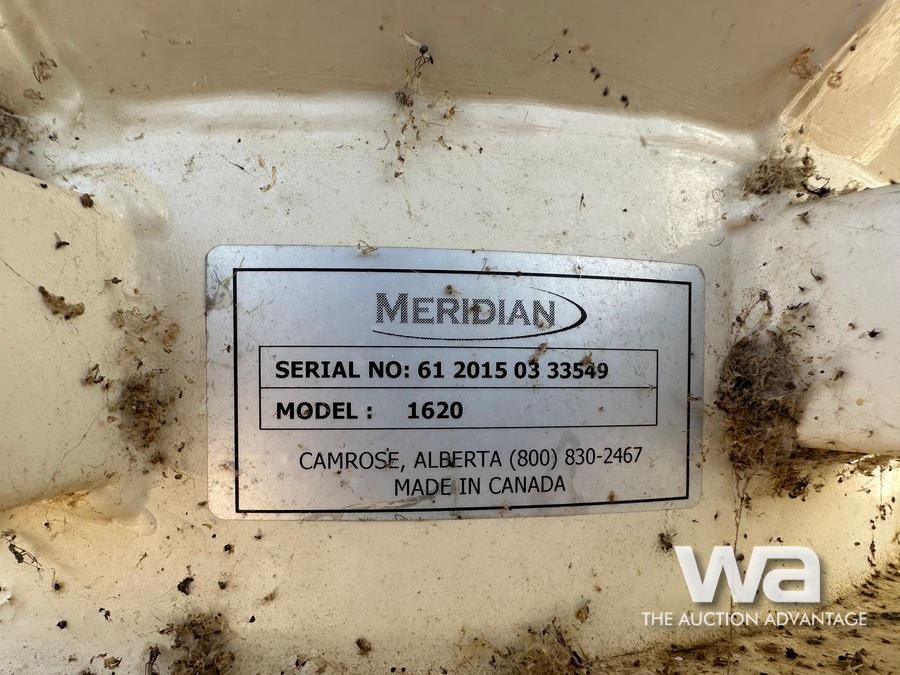 MERIDIAN
SERIAL NO: 61 2015 03 33549
MODEL : 1620
CAMROSE, ALBERTA (800) 830-2467
MADE IN CANADA
wa
THE AUCTION ADVANTAGE